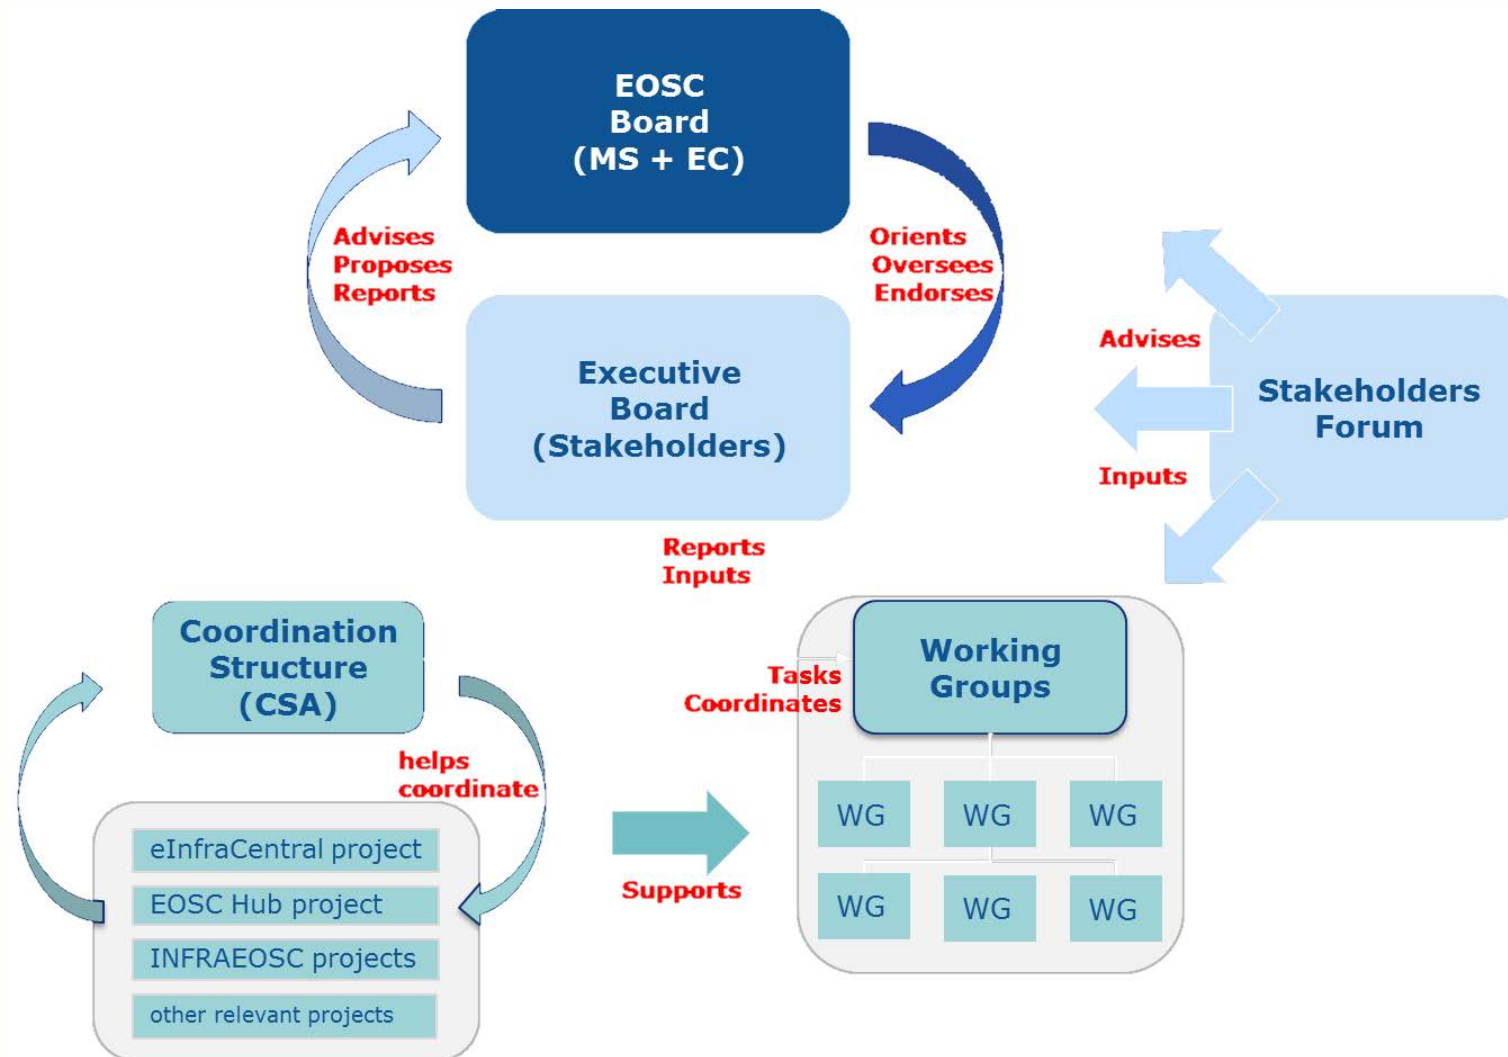 EOSC
Board
(MS + EC)
Advises
Proposes
Reports
Orients
Oversees
Endorses
Executive
Board
(Stakeholders)
Advises
Inputs
Stakeholders
Forum
Reports
Inputs
Coordination
Structure
(CSA)
helps
coordinate
eInfraCentral project
EOSC Hub project
INFRAEOSC projects
other relevant projects
Supports
Tasks
Coordinates
Working
Groups
WG
WG
WG
WG
WG
WG